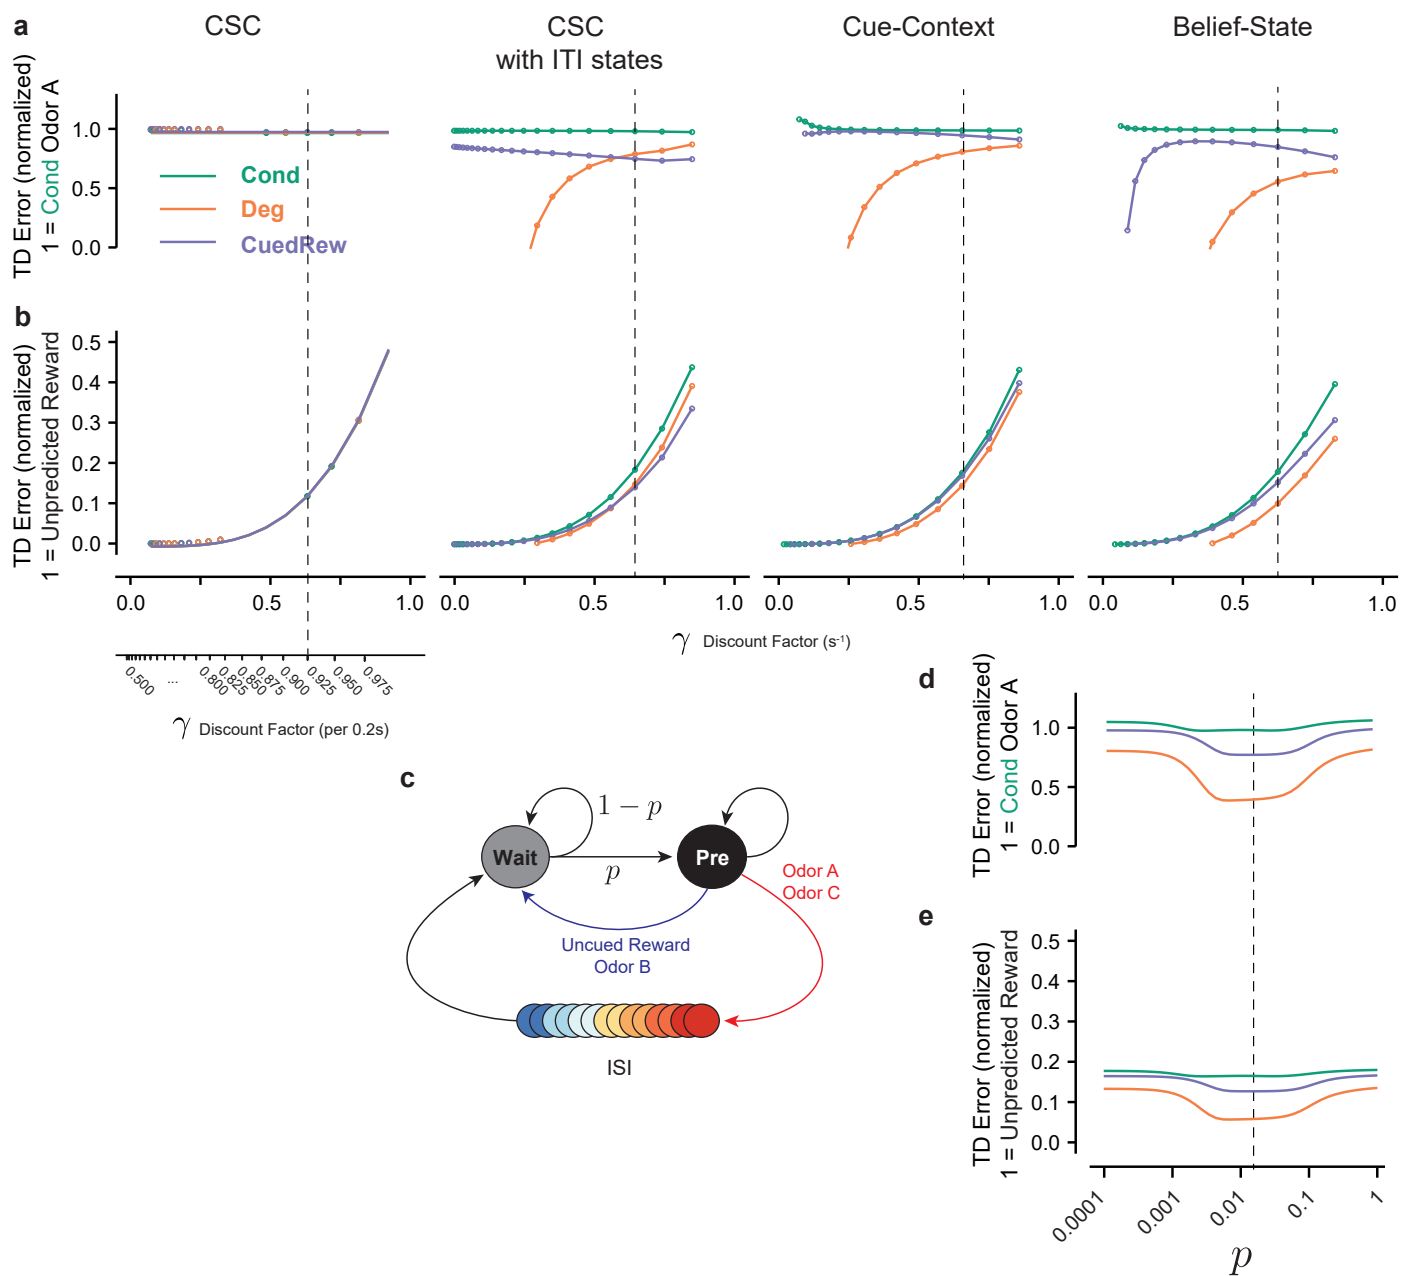 a
CSC
CSC
with ITI states
Cue-Context
Belief-State
TD Error (normalized)
1 = Cond Odor A
1.0
0.5
0.0
Cond
Deg
CuedRew
b
TD Error (normalized)
1 = Unpredicted Reward
0.5
0.4
0.3
0.2
0.1
0.0
0.0 0.5 1.0
0.0 0.5 1.0
0.0 0.5 1.0
0.0 0.5 1.0
γ Discount Factor (s⁻¹)
0.500 ... 0.800 0.825 0.850 0.875 0.900 0.925 0.950 0.975
γ Discount Factor (per 0.2s)
c
1 − p
Wait
Pre
p
Odor A
Odor C
Uncued Reward
Odor B
ISI
d
TD Error (normalized)
1 = Cond Odor A
1.0
0.5
0.0
e
TD Error (normalized)
1 = Unpredicted Reward
0.5
0.4
0.3
0.2
0.1
0.0
0.0001 0.001 0.01 0.1 1
p